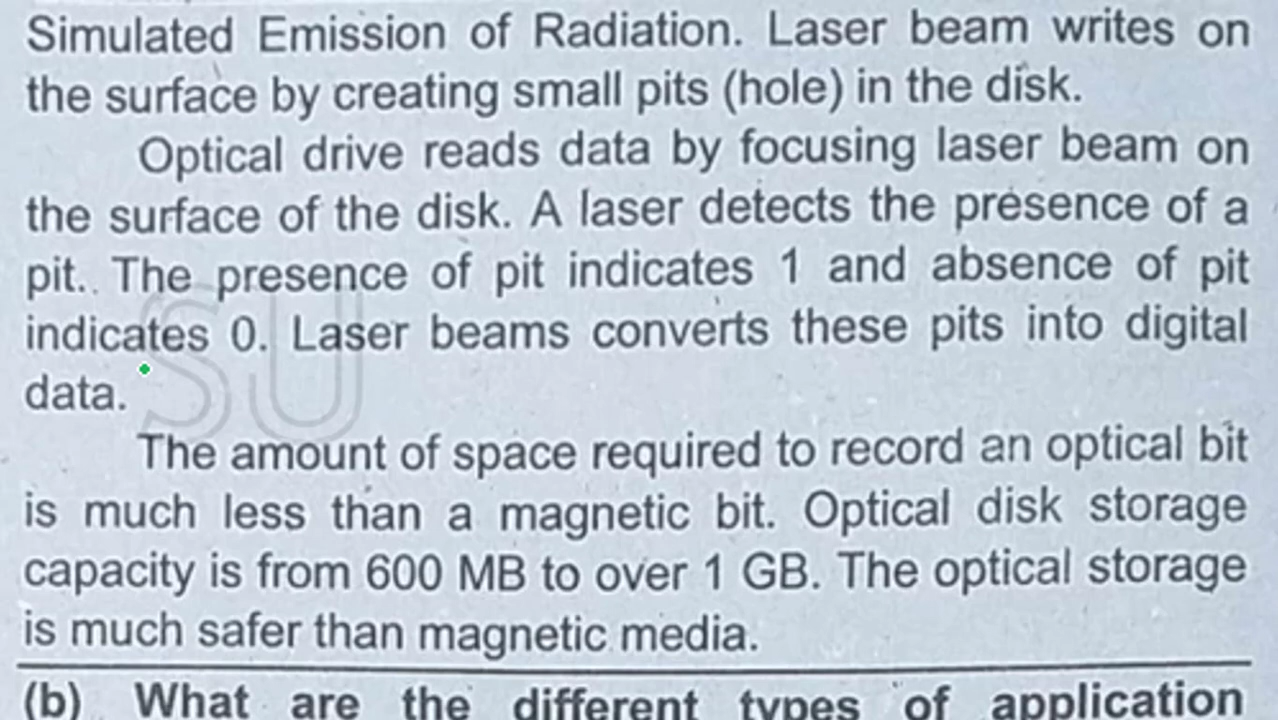 Simulated Emission of Radiation. Laser beam writes on
the surface by creating small pits (hole) in the disk.
Optical drive reads data by focusing laser beam on
the surface of the disk. A laser detects the presence of a
pit. The presence of pit indicates 1 and absence of pit
indicates 0. Laser beams converts these pits into digital
data.
SU
The amount of space required to record an optical bit
is much less than a magnetic bit. Optical disk storage
capacity is from 600 MB to over 1 GB. The optical storage
is much safer than magnetic media.
(b) What are the different types of application